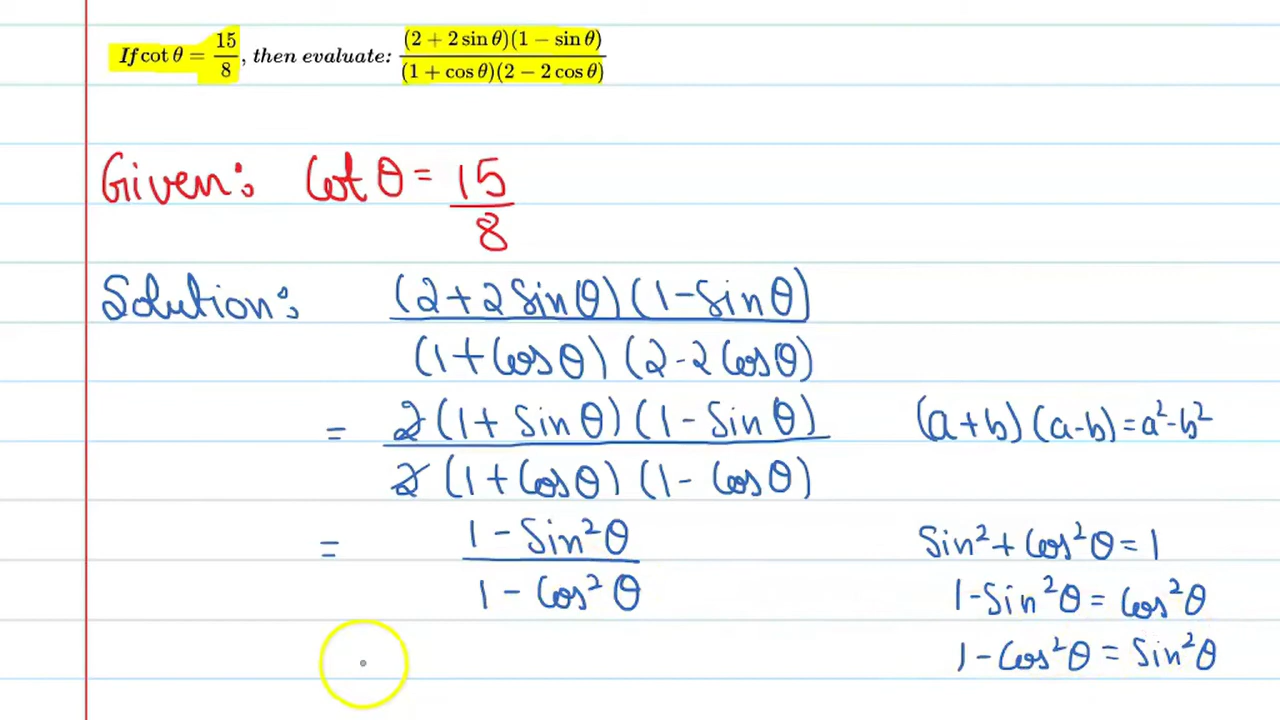 If cot θ = 15/8, then evaluate: (2 + 2 sin θ)(1 − sin θ)/(1 + cos θ)(2 − 2 cos θ)
Given: Cot θ = 15/8
Solution: (2+2Sinθ)(1-Sinθ)/(1+Cosθ)(2-2Cosθ)
= 2(1+Sinθ)(1-Sinθ)/2(1+Cosθ)(1-Cosθ)
(a+b)(a-b)=a²-b²
= 1-Sin²θ/1-Cos²θ
Sin²+Cos²θ=1
1-Sin²θ=Cos²θ
1-Cos²θ=Sin²θ